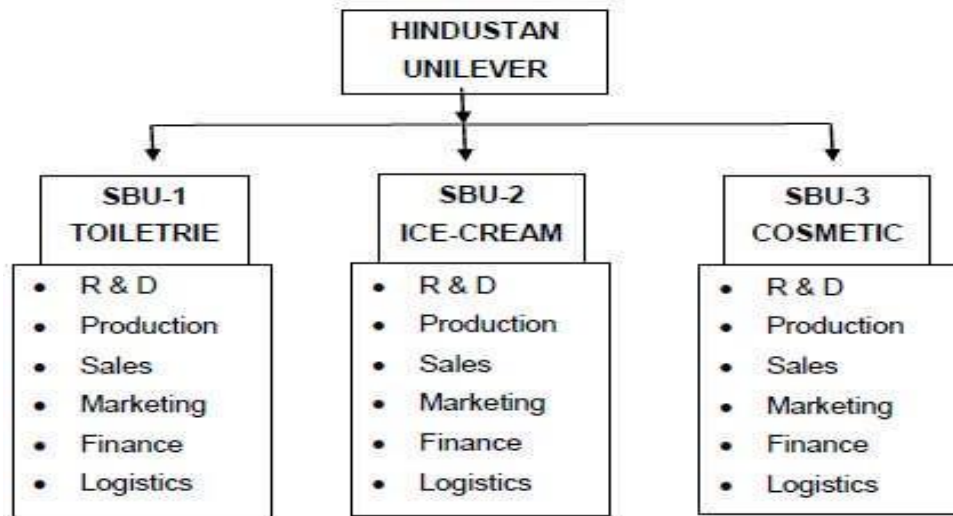 HINDUSTAN
UNILEVER
SBU-1
TOILETRIE
• R & D
• Production
• Sales
• Marketing
• Finance
• Logistics
SBU-2
ICE-CREAM
• R & D
• Production
• Sales
• Marketing
• Finance
• Logistics
SBU-3
COSMETIC
• R & D
• Production
• Sales
• Marketing
• Finance
• Logistics